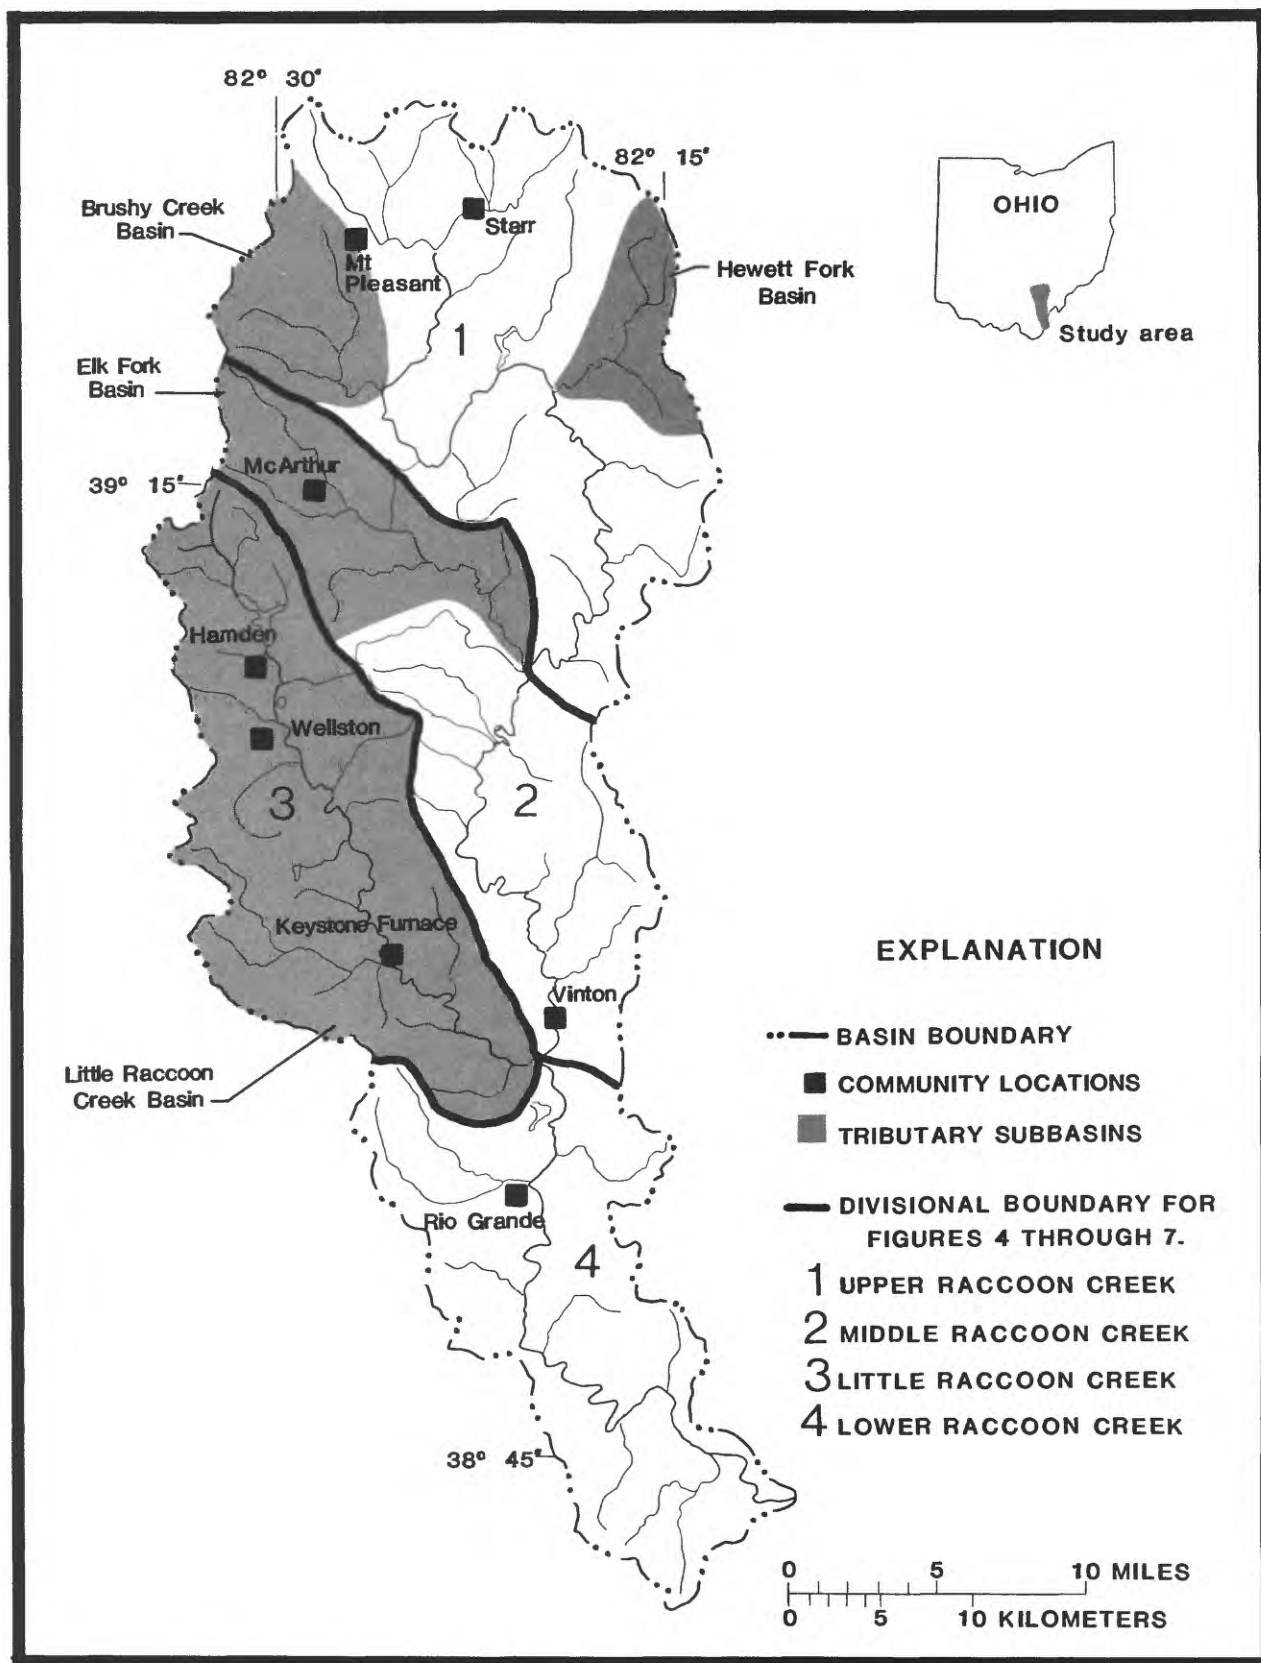 82° 30'
82° 15'
Brushy Creek
Basin
Starr
Mt
Pleasant
Hewett Fork
Basin
OHIO
Study area
1
Elk Fork
Basin
McArthur
39° 15'
Hamden
Wellston
3
2
Keystone Furnace
Vinton
Little Raccoon
Creek Basin
Rio Grande
4
38° 45'
EXPLANATION
BASIN BOUNDARY
COMMUNITY LOCATIONS
TRIBUTARY SUBBASINS
DIVISIONAL BOUNDARY FOR
FIGURES 4 THROUGH 7.
1 UPPER RACCOON CREEK
2 MIDDLE RACCOON CREEK
3 LITTLE RACCOON CREEK
4 LOWER RACCOON CREEK
0 5 10 MILES
0 5 10 KILOMETERS